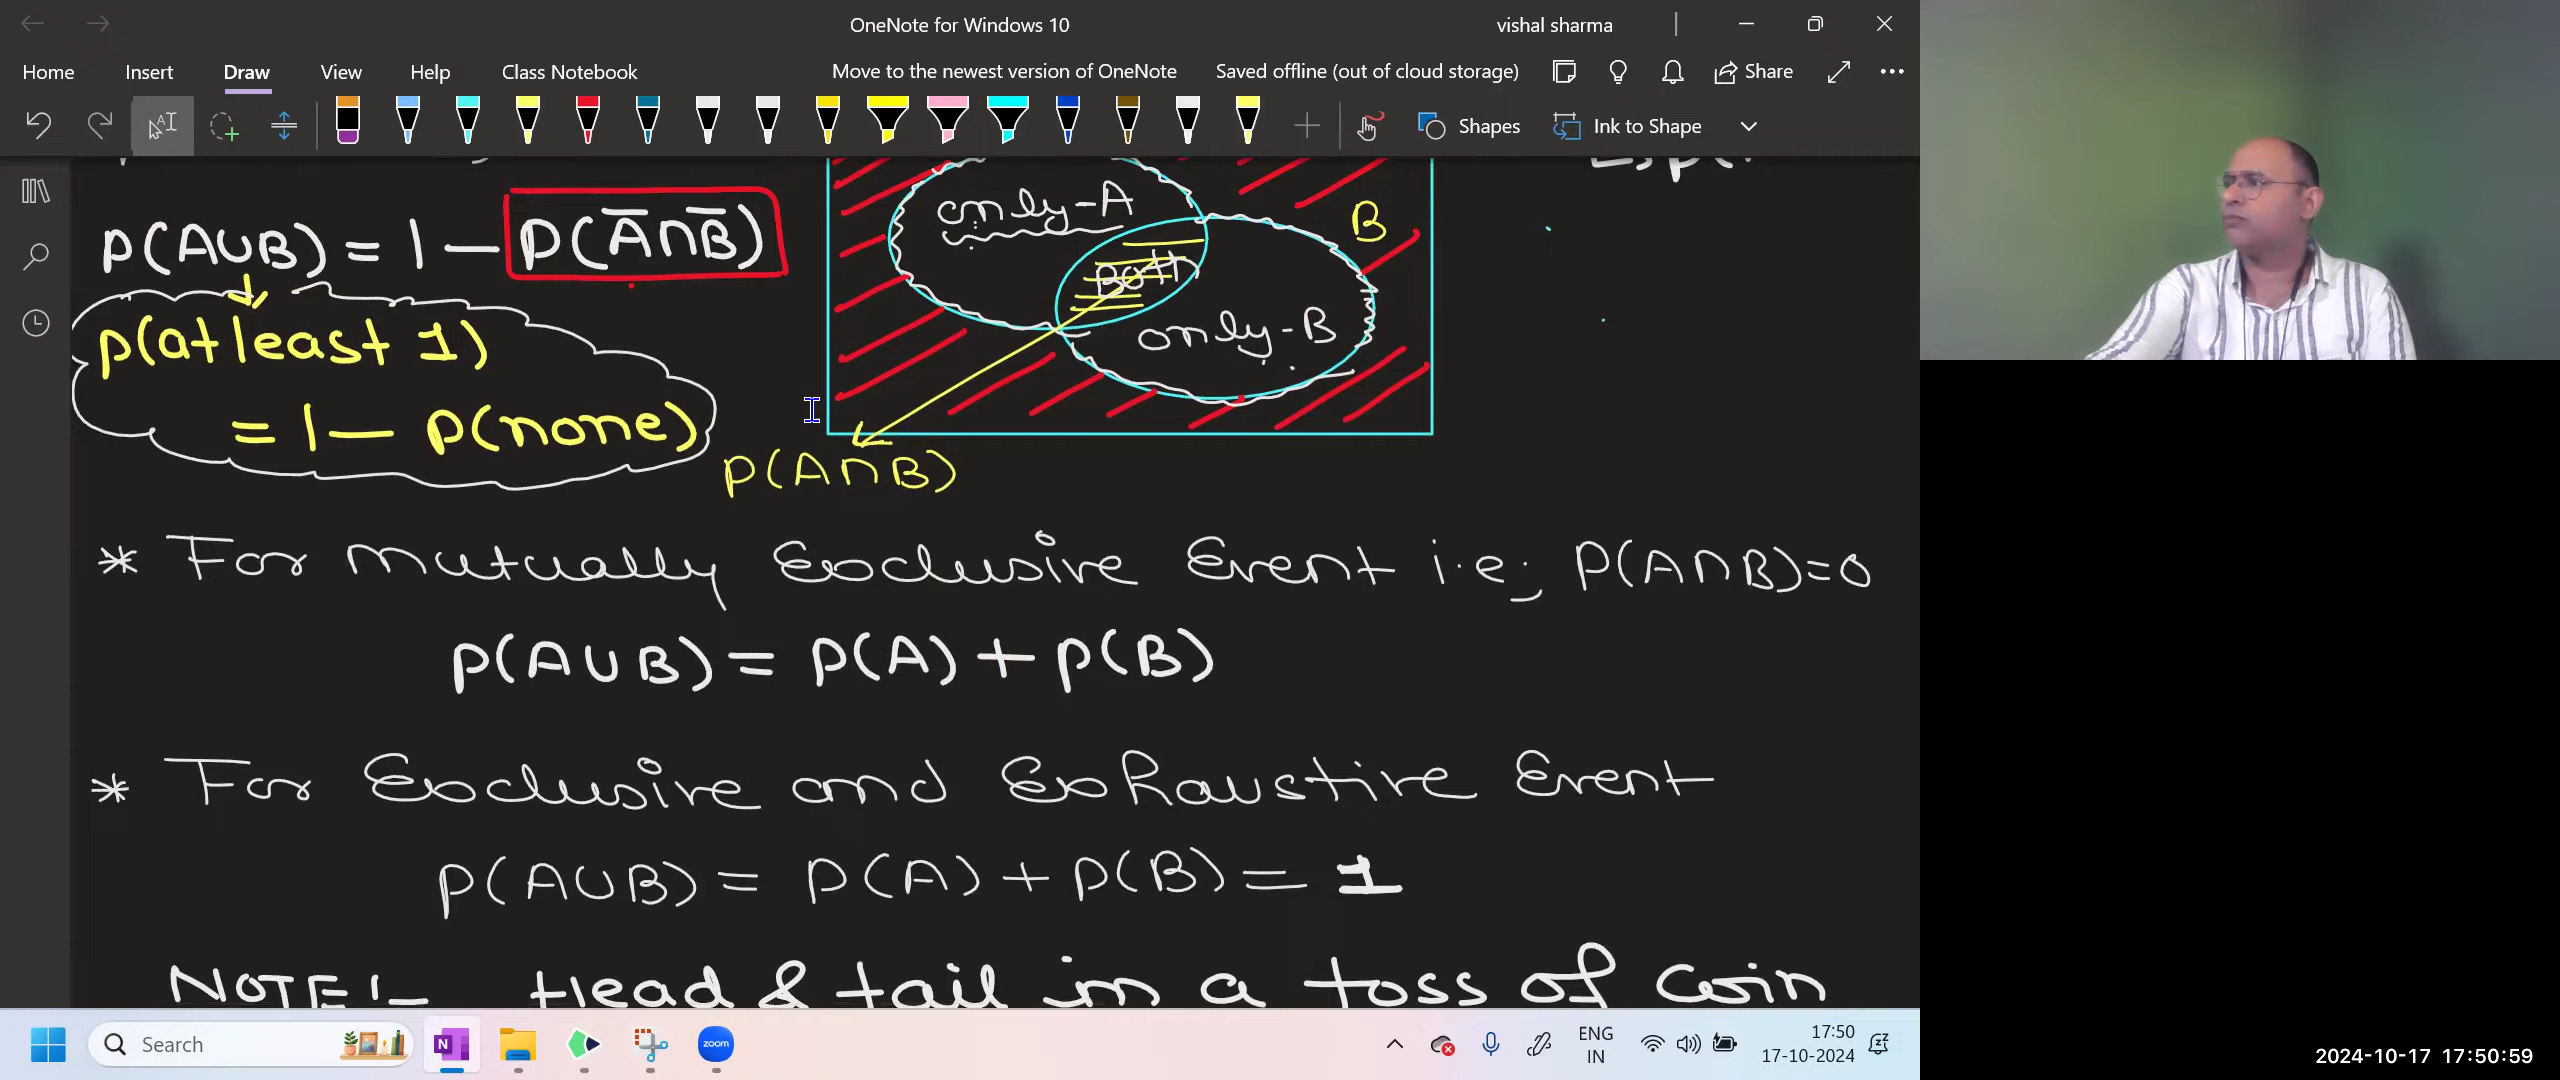 OneNote for Windows 10
vishal sharma
Home Insert Draw View Help Class Notebook
Move to the newest version of OneNote
Saved offline (out of cloud storage)
Share
Shapes
Ink to Shape
P(A∪B) = 1 — P(A̅∩B̅)
p(at least 1)
= 1 — p(none)
only-A
Both
only-B
B
P(A∩B)
* For mutually Exclusive Event i.e; P(A∩B)=0
P(A∪B) = P(A) + P(B)
* For Exclusive and Exhaustive Event
P(A∪B) = P(A) + P(B) = 1
NOTE!- Head & tail in a toss of coin
Search
zoom
ENG
IN
17:50
17-10-2024
2024-10-17 17:50:59